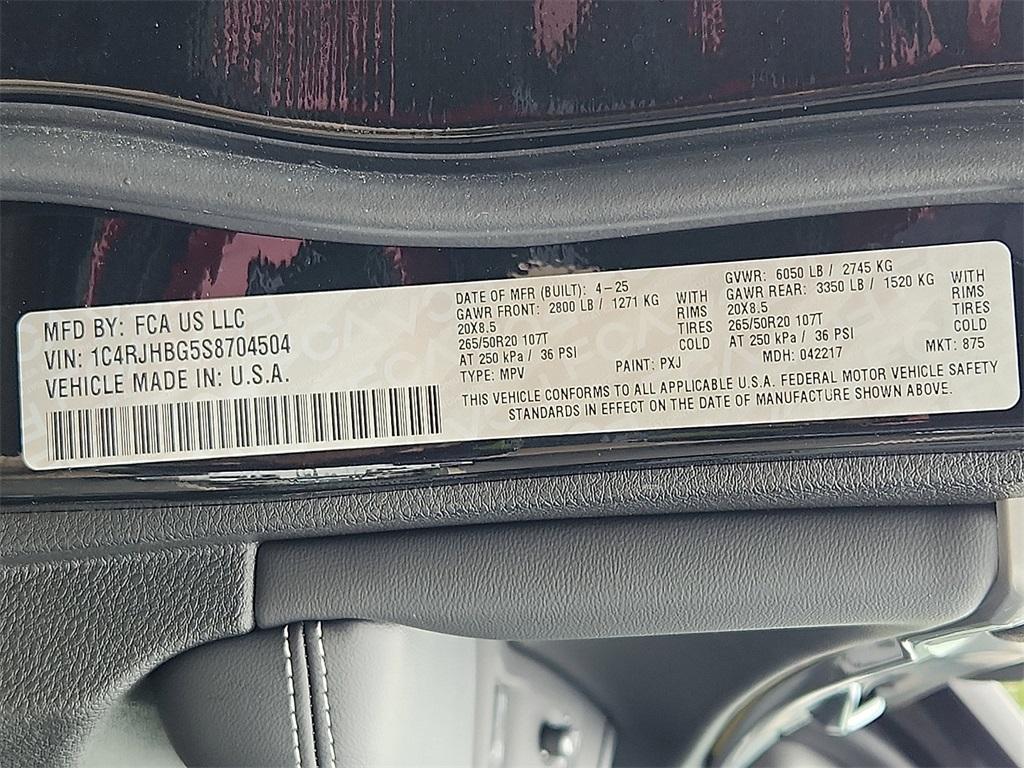 MFD BY: FCA US LLC
VIN: 1C4RJHBG5S8704504
VEHICLE MADE IN: U.S.A.
DATE OF MFR (BUILT): 4-25
GAWR FRONT: 2800 LB / 1271 KG WITH
20X8.5 RIMS
265/50R20 107T TIRES
AT 250 kPa / 36 PSI COLD
TYPE: MPV PAINT: PXJ
GVWR: 6050 LB / 2745 KG
GAWR REAR: 3350 LB / 1520 KG WITH
20X8.5 RIMS
265/50R20 107T TIRES
AT 250 kPa / 36 PSI COLD
MDH: 042217 MKT: 875
THIS VEHICLE CONFORMS TO ALL APPLICABLE U.S.A. FEDERAL MOTOR VEHICLE SAFETY
STANDARDS IN EFFECT ON THE DATE OF MANUFACTURE SHOWN ABOVE.